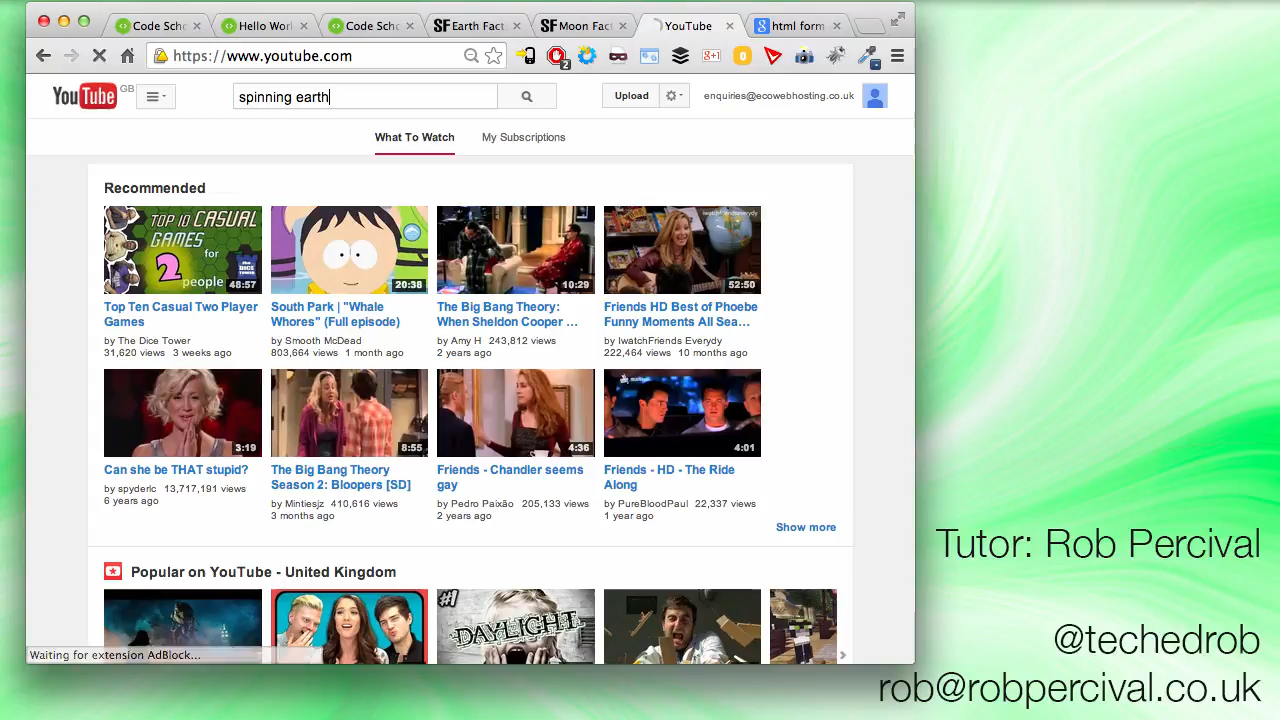 Code Scho
Hello Worl
Code Scho
SF Earth Fact
SF Moon Fact
YouTube
html form
https://www.youtube.com
2
g+1
0
YouTube GB
spinning earth
Upload
enquiries@ecowebhosting.co.uk
What To Watch
My Subscriptions
Recommended
TOP 10 CASUAL GAMES for 2 people
THE DICE TOWER
48:57
20:38
10:29
iwatchfriendseverydy
52:50
Top Ten Casual Two Player Games
South Park | "Whale Whores" (Full episode)
The Big Bang Theory: When Sheldon Cooper ...
Friends HD Best of Phoebe Funny Moments All Sea...
by The Dice Tower
31,620 views 3 weeks ago
by Smooth McDead
803,664 views 1 month ago
by Amy H 243,812 views
2 years ago
by IwatchFriends Everydy
222,464 views 10 months ago
3:19
8:55
4:36
4:01
Can she be THAT stupid?
The Big Bang Theory Season 2: Bloopers [SD]
Friends - Chandler seems gay
Friends - HD - The Ride Along
by spyderlc 13,717,191 views
6 years ago
by Mintiesjz 410,616 views
3 months ago
by Pedro Paixão 205,133 views
2 years ago
by PureBloodPaul 22,337 views
1 year ago
Show more
Popular on YouTube - United Kingdom
#1
DAYLIGHT
Waiting for extension AdBlock...
Tutor: Rob Percival
@techedrob
rob@robpercival.co.uk